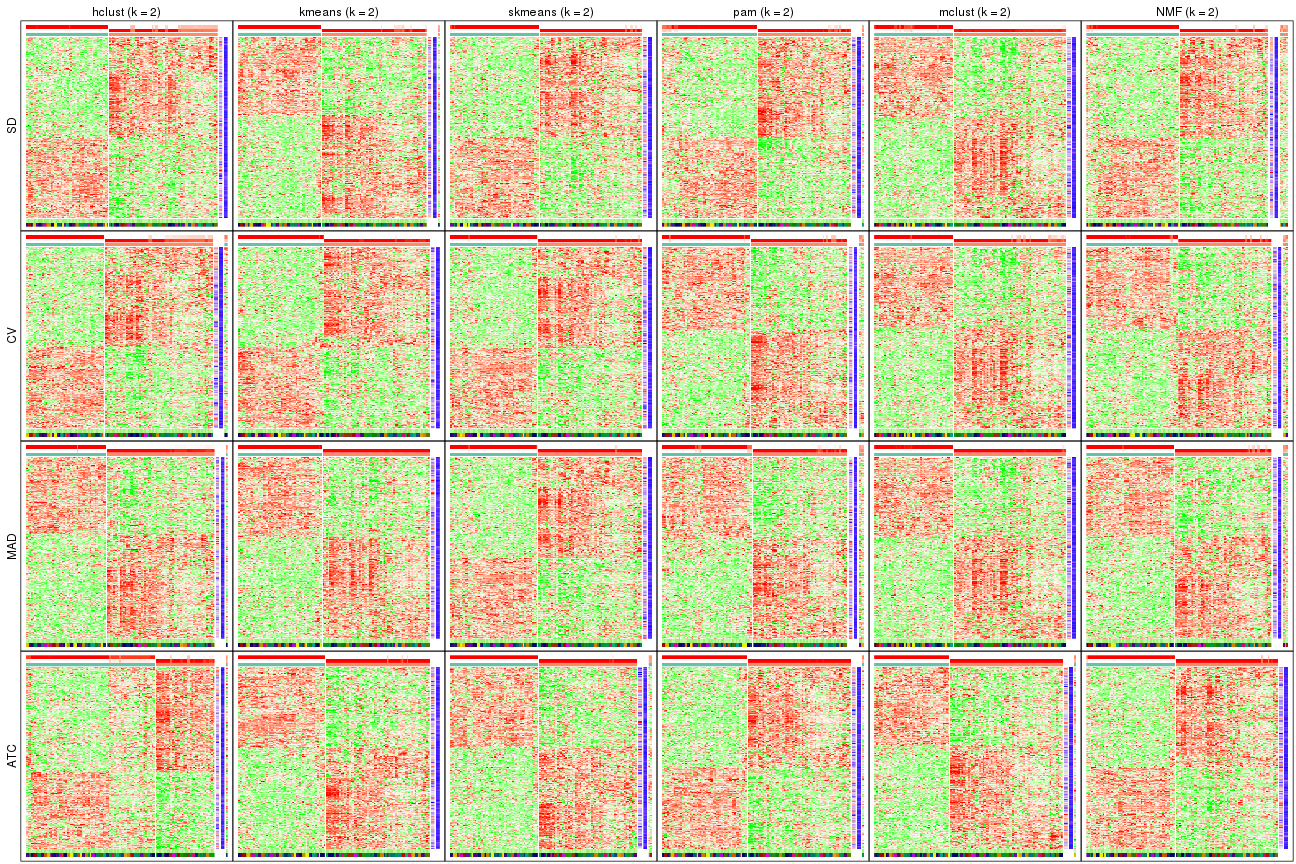 hclust (k = 2)
kmeans (k = 2)
skmeans (k = 2)
pam (k = 2)
mclust (k = 2)
NMF (k = 2)
SD
CV
MAD
ATC